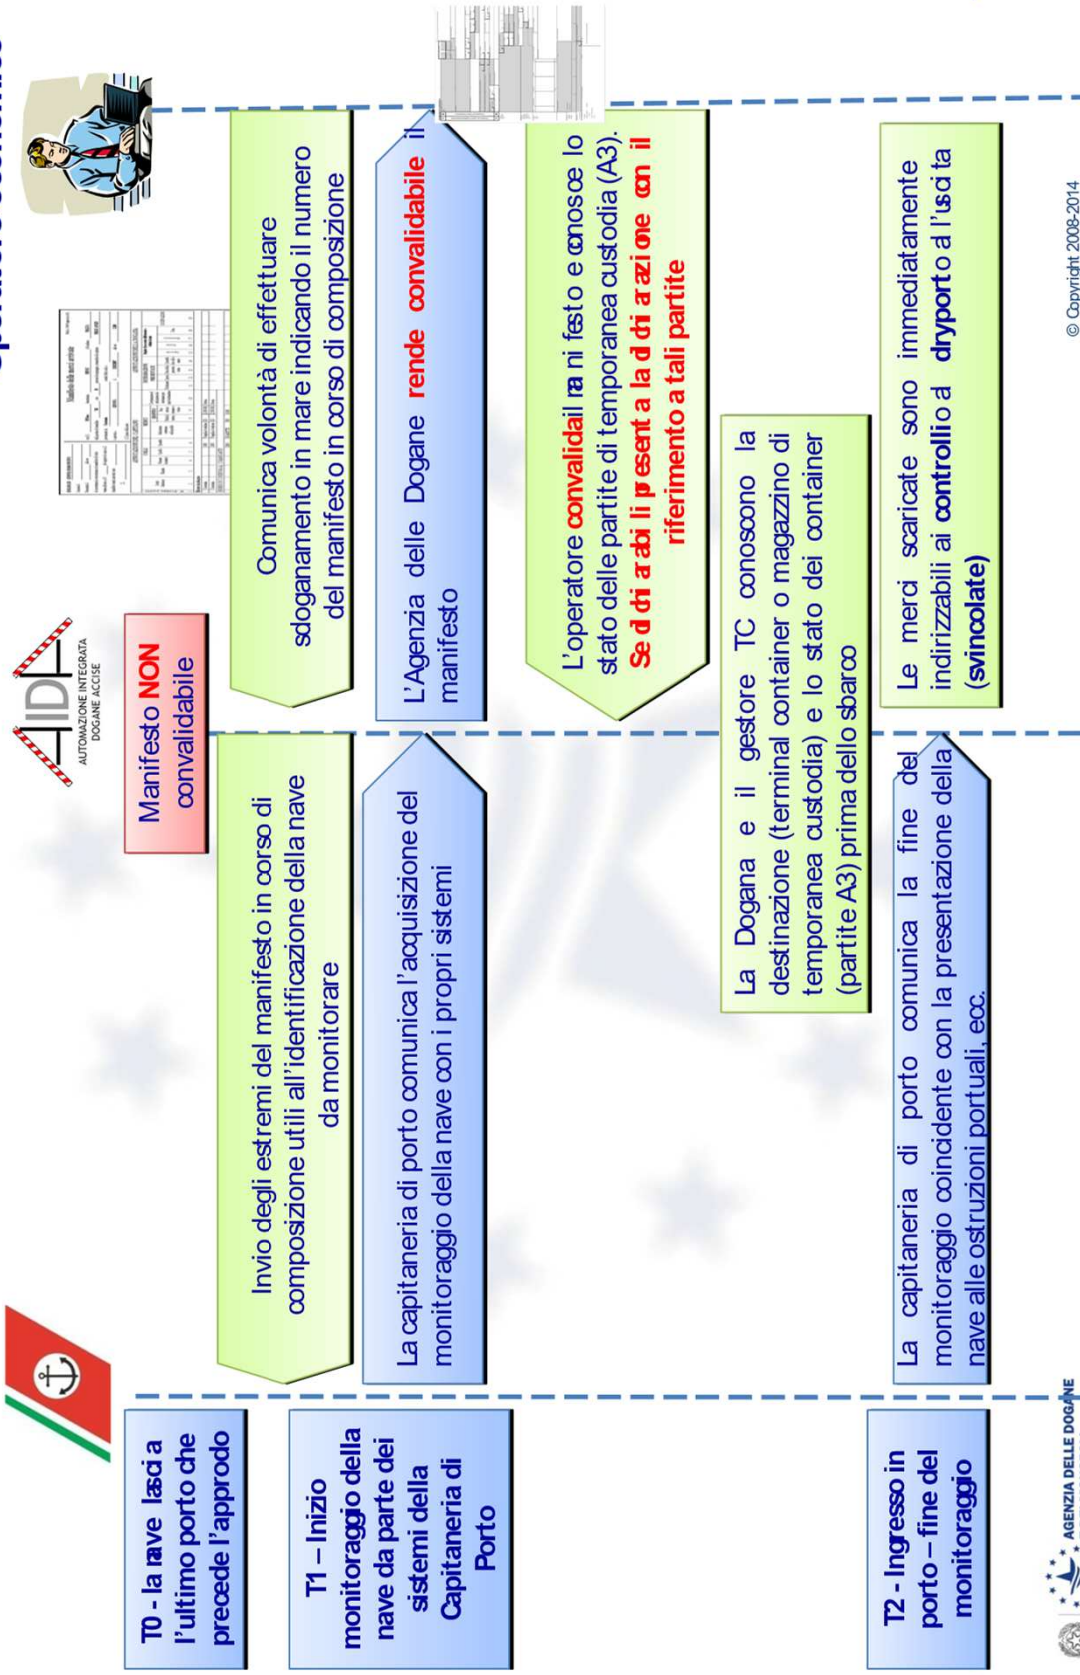 AIDA
AUTOMAZIONE INTEGRATA
DOGANE ACCISE
Manifesto delle merci arrivate
T0 - la nave lascia
l'ultimo porto che
precede l'approdo
Manifesto NON
convalidabile
Invio degli estremi del manifesto in corso di
composizione utili all'identificazione della nave
da monitorare
Comunica volontà di effettuare
sdoganamento in mare indicando il numero
del manifesto in corso di composizione
T1 – Inizio
monitoraggio della
nave da parte dei
sistemi della
Capitaneria di
Porto
La capitaneria di porto comunica l'acquisizione del
monitoraggio della nave con i propri sistemi
L'Agenzia delle Dogane rende convalidabile il
manifesto
L'operatore convalida il manifesto e conosce lo
stato delle partite di temporanea custodia (A3).
Se dichiarabili presenta la dichiarazione con il
riferimento a tali partite
La Dogana e il gestore TC conoscono la
destinazione (terminal container o magazzino di
temporanea custodia) e lo stato dei container
(partite A3) prima dello sbarco
T2 - Ingresso in
porto – fine del
monitoraggio
La capitaneria di porto comunica la fine del
monitoraggio coincidente con la presentazione della
nave alle ostruzioni portuali, ecc.
Le merci scaricate sono immediatamente
indirizzabili ai controlli o al dryport o all'uscita
(svincolate)
AGENZIA DELLE DOGANE
© Copyright 2008-2014